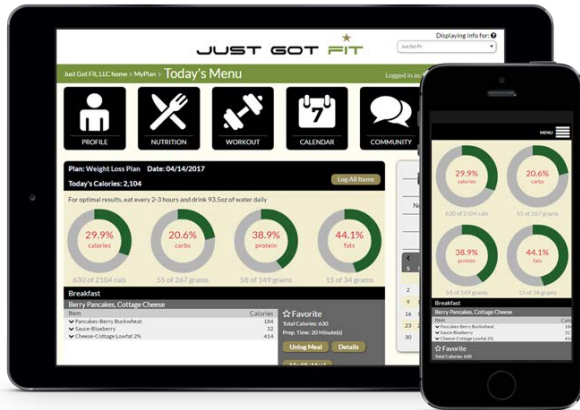 Displaying info for:
JUST GOT FIT
Just Got Fit
Just Got Fit, LLC home > MyPlan > Today's Menu
Logged in as
PROFILE
NUTRITION
WORKOUT
7
CALENDAR
COMMUNITY
Plan: Weight Loss Plan Date: 04/14/2017
Today's Calories: 2,104
Log All Items
For optimal results, eat every 2-3 hours and drink 93.5oz of water daily
29.9%
calories
20.6%
carbs
38.9%
protein
44.1%
fats
630 of 2104 cals
55 of 267 grams
58 of 149 grams
15 of 34 grams
Breakfast
Berry Pancakes, Cottage Cheese
Item Calories
Pancakes-Berry Buckwheat 184
Sauce-Blueberry 32
Cheese-Cottage Lowfat 2% 414
Favorite
Total Calories: 630
Prep. Time: 20 Minute(s)
Unlog Meal
Details
MENU
29.9%
calories
20.6%
carbs
630 of 2104 cals
55 of 267 grams
38.9%
protein
44.1%
fats
58 of 149 grams
15 of 34 grams
Breakfast
Berry Pancakes, Cottage Cheese
Item
Pancakes-Berry Buckwheat
Sauce-Blueberry
Cheese-Cottage Lowfat 2%
Favorite
Total Calories: 630